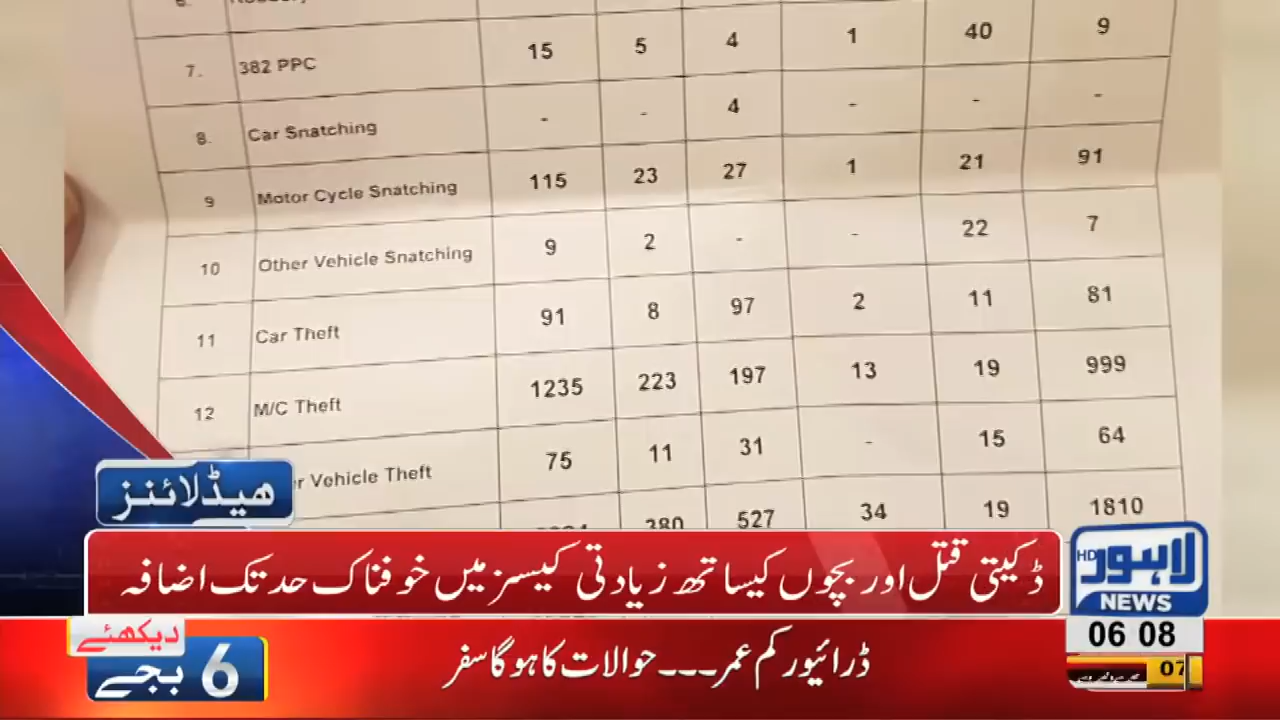 7. 382 PPC 15 5 4 1 40 9
8. Car Snatching - - 4 - - -
9 Motor Cycle Snatching 115 23 27 1 21 91
10 Other Vehicle Snatching 9 2 - - 22 7
11 Car Theft 91 8 97 2 11 81
12 M/C Theft 1235 223 197 13 19 999
Vehicle Theft 75 11 31 - 15 64
380 527 34 19 1810
ھیڈلائنز
ڈکیتی قتل اور بچوں کیساتھ زیادتی کیسز میں خوفناک حد تک اضافہ
لاہور HD
NEWS
06 08
دیکھئے
6 بجے
ڈرائیور کم عمر۔۔۔ حوالات کا ہوگا سفر
07